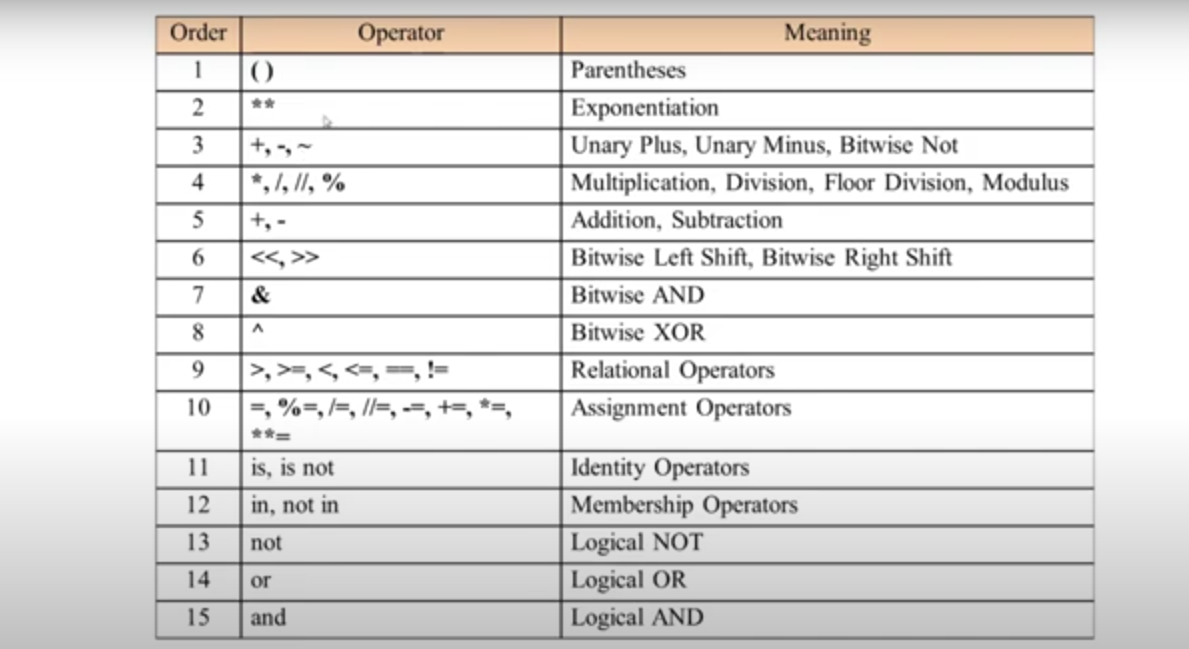 Order Operator Meaning
1 ( ) Parentheses
2 ** Exponentiation
3 +, -, ~ Unary Plus, Unary Minus, Bitwise Not
4 *, /, //, % Multiplication, Division, Floor Division, Modulus
5 +, - Addition, Subtraction
6 <<, >> Bitwise Left Shift, Bitwise Right Shift
7 & Bitwise AND
8 ^ Bitwise XOR
9 >, >=, <, <=, ==, != Relational Operators
10 =, %=, /=, //=, -=, +=, *=, Assignment Operators
**=
11 is, is not Identity Operators
12 in, not in Membership Operators
13 not Logical NOT
14 or Logical OR
15 and Logical AND